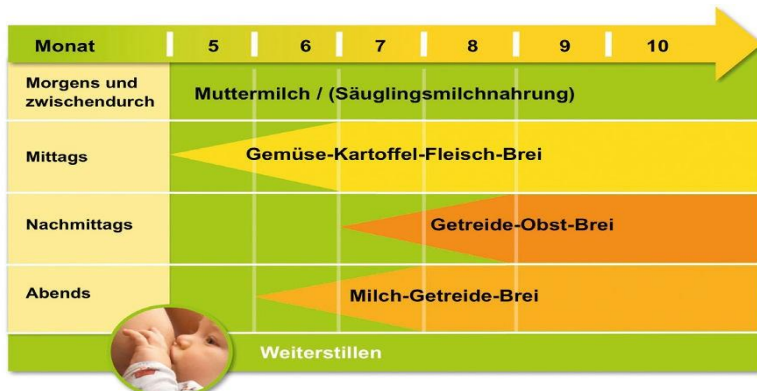 Monat 5 6 7 8 9 10
Morgens und
zwischendurch
Muttermilch / (Säuglingsmilchnahrung)
Mittags
Gemüse-Kartoffel-Fleisch-Brei
Nachmittags
Getreide-Obst-Brei
Abends
Milch-Getreide-Brei
Weiterstillen